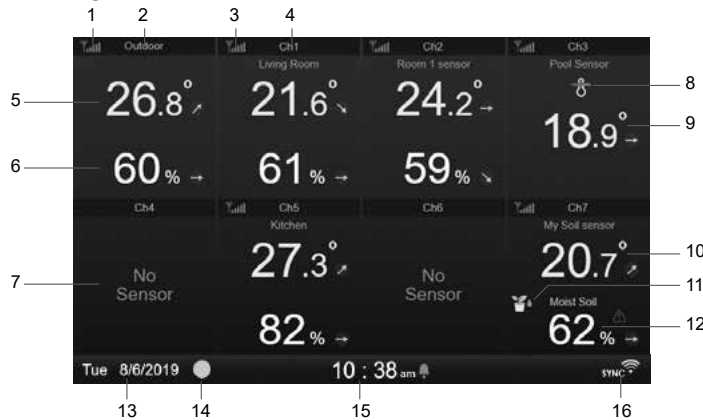 1 2 3 4
Outdoor Ch1 Ch2 Ch3
Living Room Room 1 sensor Pool Sensor
8
5 26.8° 21.6° 24.2°
18.9° 9
6 60% 61% 59%
Ch4 Ch5 Ch6 Ch7
Kitchen My Soil sensor
27.3° 20.7° 10
7 No Sensor No Sensor
11
Moist Soil
82% 62% 12
Tue 8/6/2019 10 : 38 am SYNC
13 14 15 16